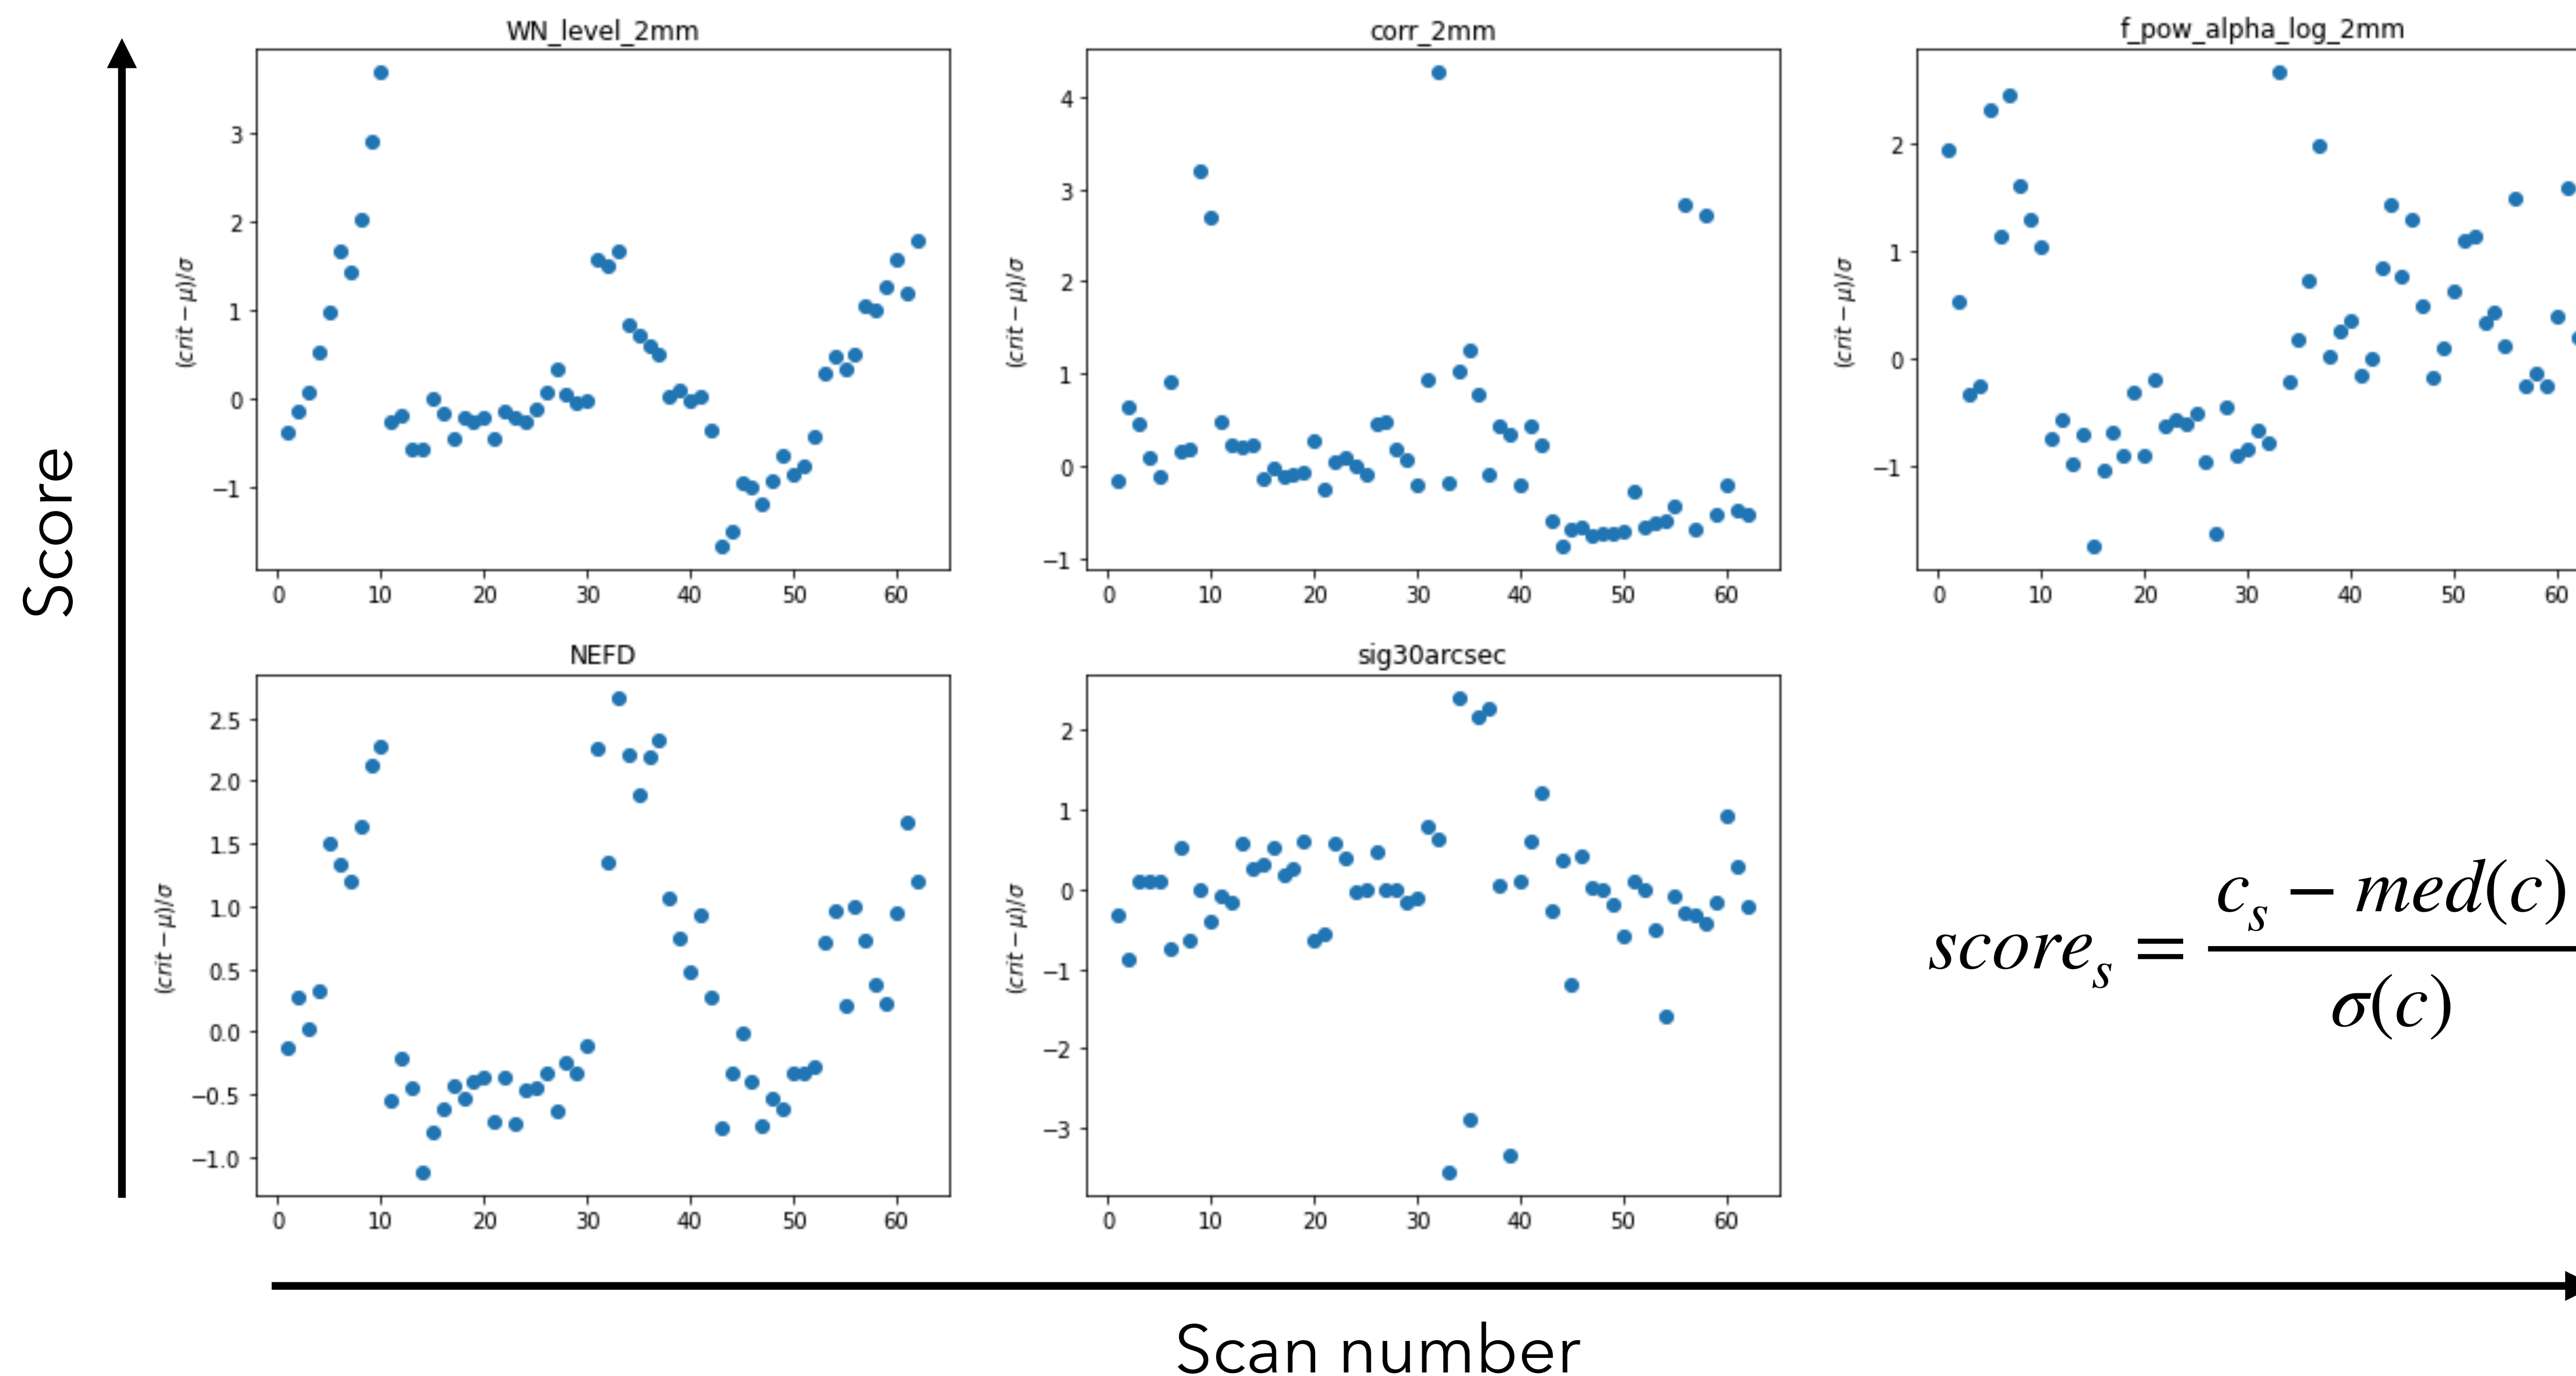 WN_level_2mm
3
2
1
0
−1
(crit − μ)/σ
0 10 20 30 40 50 60
corr_2mm
4
3
2
1
0
−1
(crit − μ)/σ
0 10 20 30 40 50 60
f_pow_alpha_log_2mm
2
1
0
−1
(crit − μ)/σ
0 10 20 30 40 50 60
Score
NEFD
2.5
2.0
1.5
1.0
0.5
0.0
−0.5
−1.0
(crit − μ)/σ
0 10 20 30 40 50 60
sig30arcsec
2
1
0
−1
−2
−3
(crit − μ)/σ
0 10 20 30 40 50 60
score_s = (c_s − med(c)) / σ(c)
Scan number